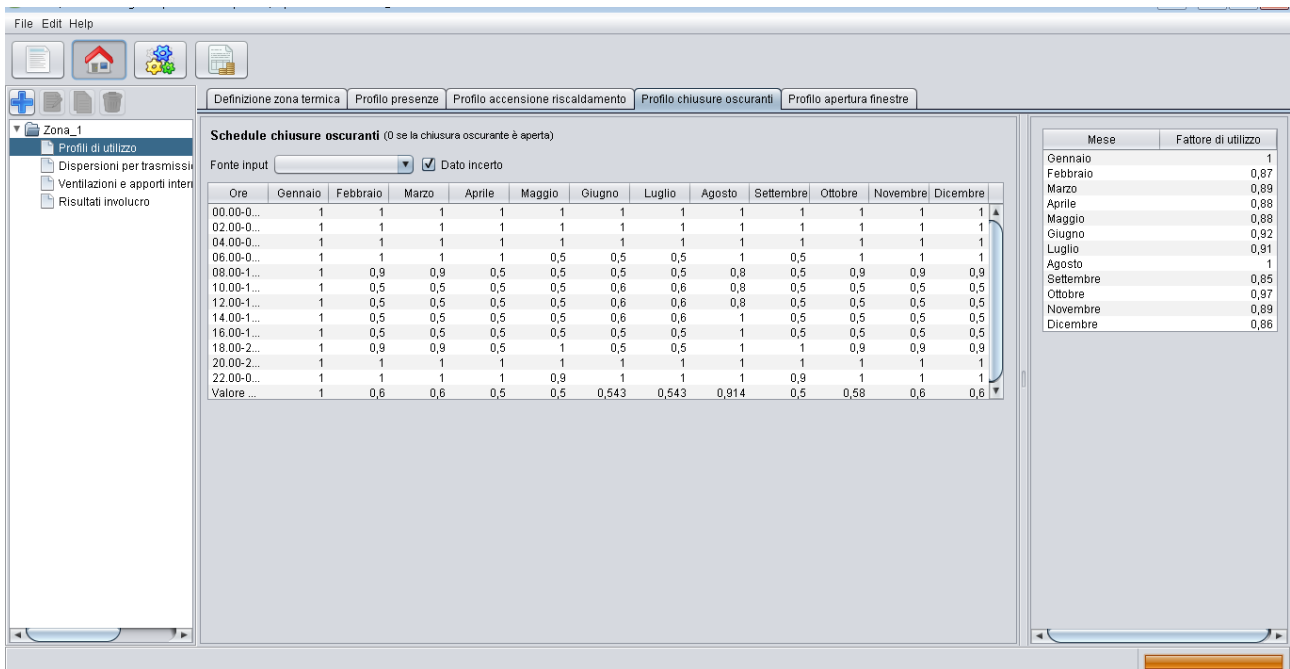 File Edit Help
Definizione zona termica Profilo presenze Profilo accensione riscaldamento Profilo chiusure oscuranti Profilo apertura finestre
Zona_1
Profili di utilizzo
Dispersioni per trasmissi
Ventilazioni e apporti inter
Risultati involucro
Schedule chiusure oscuranti (0 se la chiusura oscurante è aperta)
Fonte input Dato incerto
Ore Gennaio Febbraio Marzo Aprile Maggio Giugno Luglio Agosto Settembre Ottobre Novembre Dicembre
00.00-0... 1 1 1 1 1 1 1 1 1 1 1 1
02.00-0... 1 1 1 1 1 1 1 1 1 1 1 1
04.00-0... 1 1 1 1 1 1 1 1 1 1 1 1
06.00-0... 1 1 1 1 0,5 0,5 0,5 1 0,5 1 1 1
08.00-1... 1 0,9 0,9 0,5 0,5 0,5 0,5 0,8 0,5 0,9 0,9 0,9
10.00-1... 1 0,5 0,5 0,5 0,5 0,6 0,6 0,8 0,5 0,5 0,5 0,5
12.00-1... 1 0,5 0,5 0,5 0,5 0,6 0,6 0,8 0,5 0,5 0,5 0,5
14.00-1... 1 0,5 0,5 0,5 0,5 0,6 0,6 1 0,5 0,5 0,5 0,5
16.00-1... 1 0,5 0,5 0,5 0,5 0,5 0,5 1 0,5 0,5 0,5 0,5
18.00-2... 1 0,9 0,9 0,5 1 0,5 0,5 1 1 0,9 0,9 0,9
20.00-2... 1 1 1 1 1 1 1 1 1 1 1 1
22.00-0... 1 1 1 1 0,9 1 1 1 0,9 1 1 1
Valore ... 1 0,6 0,6 0,5 0,5 0,543 0,543 0,914 0,5 0,58 0,6 0,6
Mese Fattore di utilizzo
Gennaio 1
Febbraio 0,87
Marzo 0,89
Aprile 0,88
Maggio 0,88
Giugno 0,92
Luglio 0,91
Agosto 1
Settembre 0,85
Ottobre 0,97
Novembre 0,89
Dicembre 0,86